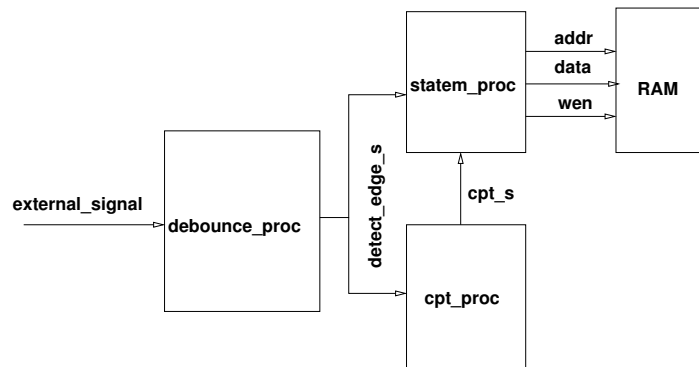 addr
statem_proc
data
RAM
wen
detect_edge_s
cpt_s
external_signal
debounce_proc
cpt_proc